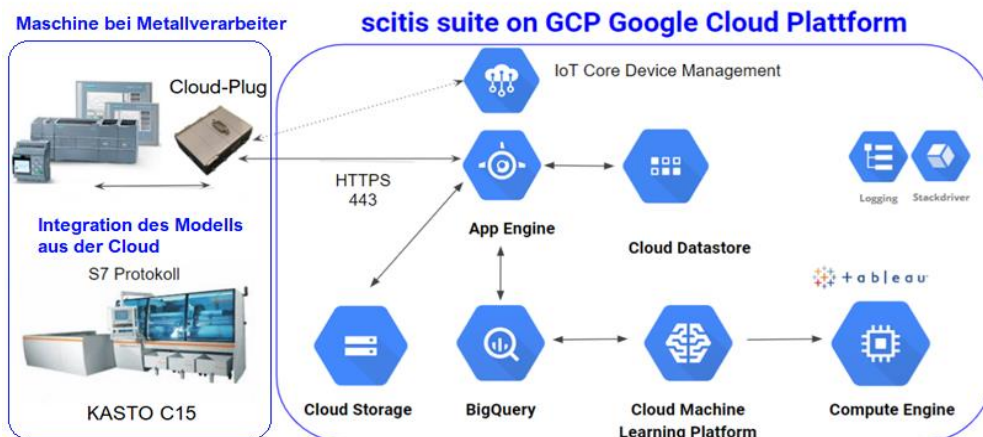 Maschine bei Metallverarbeiter
scitis suite on GCP Google Cloud Plattform
Cloud-Plug
IoT Core Device Management
HTTPS
443
App Engine
Cloud Datastore
Logging
Stackdriver
Integration des Modells
aus der Cloud
S7 Protokoll
KASTO C15
+ a b l e a u
Cloud Storage
BigQuery
Cloud Machine
Learning Platform
Compute Engine